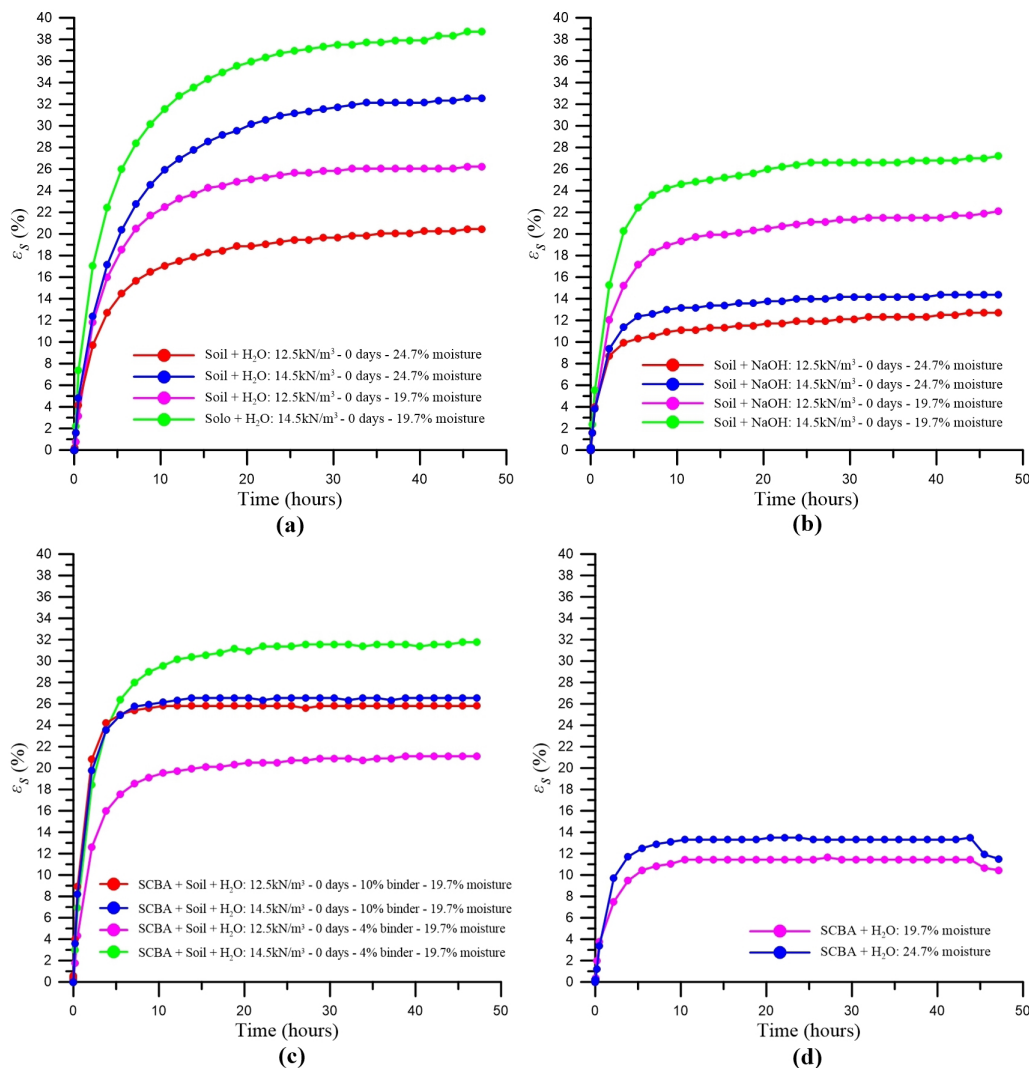 40
38
36
34
32
30
28
26
24
22
20
18
16
14
12
10
8
6
4
2
0
εs (%)
Soil + H₂O: 12.5kN/m³ - 0 days - 24.7% moisture
Soil + H₂O: 14.5kN/m³ - 0 days - 24.7% moisture
Soil + H₂O: 12.5kN/m³ - 0 days - 19.7% moisture
Solo + H₂O: 14.5kN/m³ - 0 days - 19.7% moisture
0 10 20 30 40 50
Time (hours)
(a)
40
38
36
34
32
30
28
26
24
22
20
18
16
14
12
10
8
6
4
2
0
εs (%)
Soil + NaOH: 12.5kN/m³ - 0 days - 24.7% moisture
Soil + NaOH: 14.5kN/m³ - 0 days - 24.7% moisture
Soil + NaOH: 12.5kN/m³ - 0 days - 19.7% moisture
Soil + NaOH: 14.5kN/m³ - 0 days - 19.7% moisture
0 10 20 30 40 50
Time (hours)
(b)
40
38
36
34
32
30
28
26
24
22
20
18
16
14
12
10
8
6
4
2
0
εs (%)
SCBA + Soil + H₂O: 12.5kN/m³ - 0 days - 10% binder - 19.7% moisture
SCBA + Soil + H₂O: 14.5kN/m³ - 0 days - 10% binder - 19.7% moisture
SCBA + Soil + H₂O: 12.5kN/m³ - 0 days - 4% binder - 19.7% moisture
SCBA + Soil + H₂O: 14.5kN/m³ - 0 days - 4% binder - 19.7% moisture
0 10 20 30 40 50
Time (hours)
(c)
40
38
36
34
32
30
28
26
24
22
20
18
16
14
12
10
8
6
4
2
0
εs (%)
SCBA + H₂O: 19.7% moisture
SCBA + H₂O: 24.7% moisture
0 10 20 30 40 50
Time (hours)
(d)